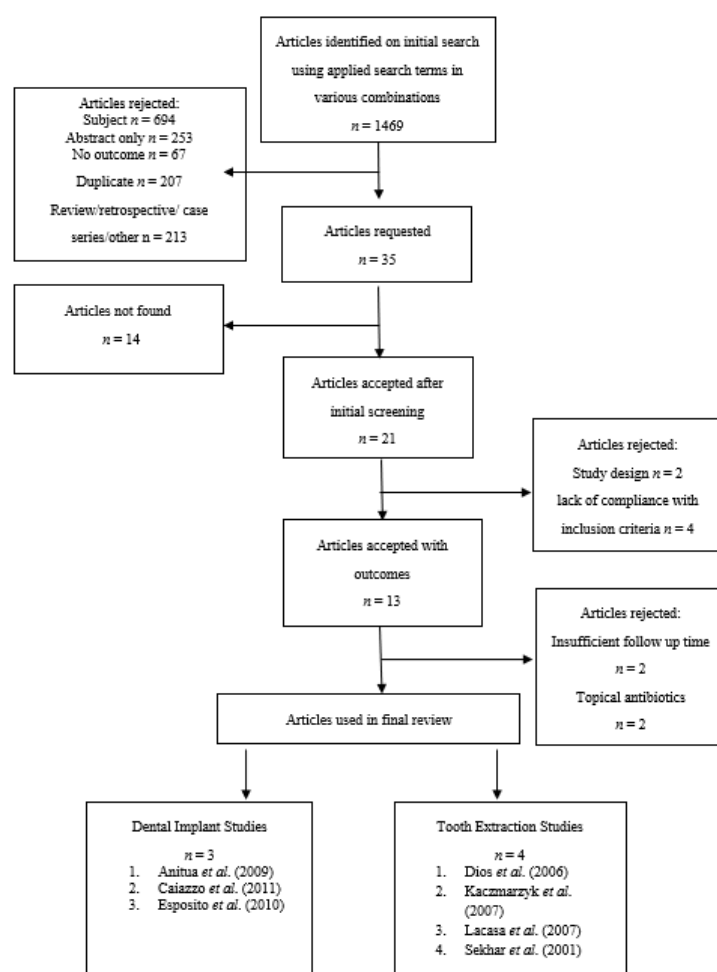 Articles identified on initial search
using applied search terms in
various combinations
n = 1469
Articles rejected:
Subject n = 694
Abstract only n = 253
No outcome n = 67
Duplicate n = 207
Review/retrospective/ case
series/other n = 213
Articles requested
n = 35
Articles not found
n = 14
Articles accepted after
initial screening
n = 21
Articles rejected:
Study design n = 2
lack of compliance with
inclusion criteria n = 4
Articles accepted with
outcomes
n = 13
Articles rejected:
Insufficient follow up time
n = 2
Topical antibiotics
n = 2
Articles used in final review
Dental Implant Studies
n = 3
1. Anitua et al. (2009)
2. Caiazzo et al. (2011)
3. Esposito et al. (2010)
Tooth Extraction Studies
n = 4
1. Dios et al. (2006)
2. Kaczmarzyk et al.
(2007)
3. Lacasa et al. (2007)
4. Sekhar et al. (2001)